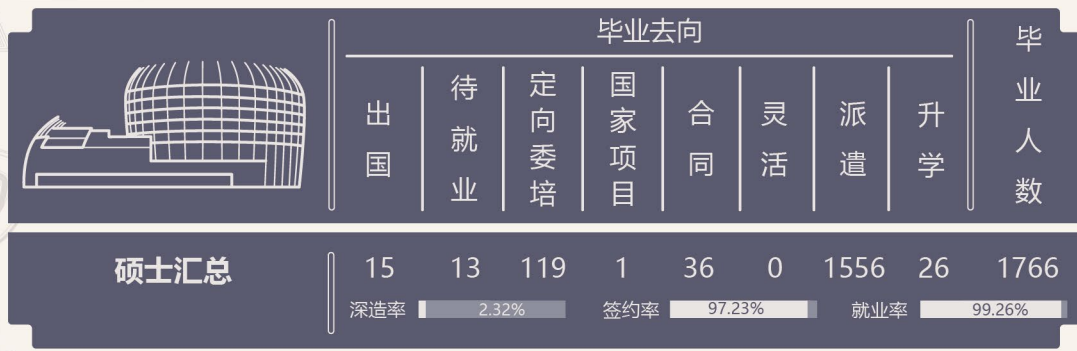 毕业去向
出国
待就业
定向委培
国家项目
合同
灵活
派遣
升学
毕业人数
硕士汇总 15 13 119 1 36 0 1556 26 1766
深造率 2.32% 签约率 97.23% 就业率 99.26%